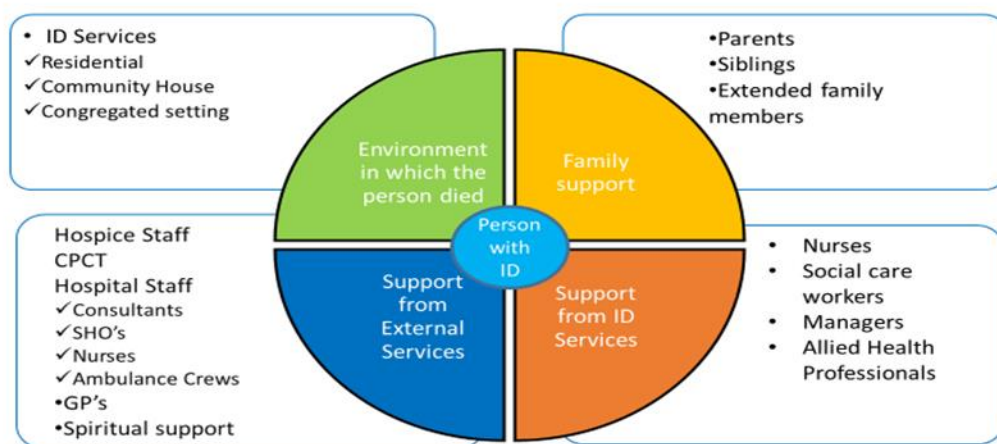 • ID Services
✓Residential
✓Community House
✓Congregated setting
•Parents
•Siblings
•Extended family
members
Environment
in which the
person died
Family
support
Person
with
ID
Support
from
External
Services
Support
from ID
Services
Hospice Staff
CPCT
Hospital Staff
✓Consultants
✓SHO's
✓Nurses
✓Ambulance Crews
•GP's
•Spiritual support
• Nurses
• Social care
workers
• Managers
• Allied Health
Professionals